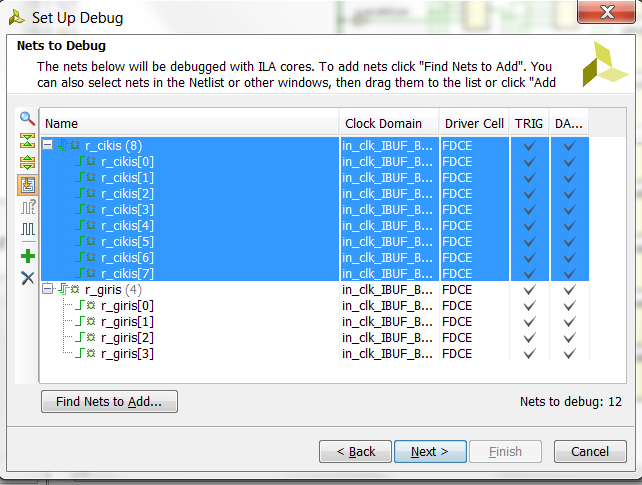 Set Up Debug
Nets to Debug
The nets below will be debugged with ILA cores. To add nets click "Find Nets to Add". You
can also select nets in the Netlist or other windows, then drag them to the list or click "Add
Name Clock Domain Driver Cell TRIG DA...
r_cikis (8) in_clk_IBUF_B... FDCE
r_cikis[0] in_clk_IBUF_B... FDCE
r_cikis[1] in_clk_IBUF_B... FDCE
r_cikis[2] in_clk_IBUF_B... FDCE
r_cikis[3] in_clk_IBUF_B... FDCE
r_cikis[4] in_clk_IBUF_B... FDCE
r_cikis[5] in_clk_IBUF_B... FDCE
r_cikis[6] in_clk_IBUF_B... FDCE
r_cikis[7] in_clk_IBUF_B... FDCE
r_giris (4) in_clk_IBUF_B... FDCE
r_giris[0] in_clk_IBUF_B... FDCE
r_giris[1] in_clk_IBUF_B... FDCE
r_giris[2] in_clk_IBUF_B... FDCE
r_giris[3] in_clk_IBUF_B... FDCE
Find Nets to Add... Nets to debug: 12
< Back Next > Finish Cancel